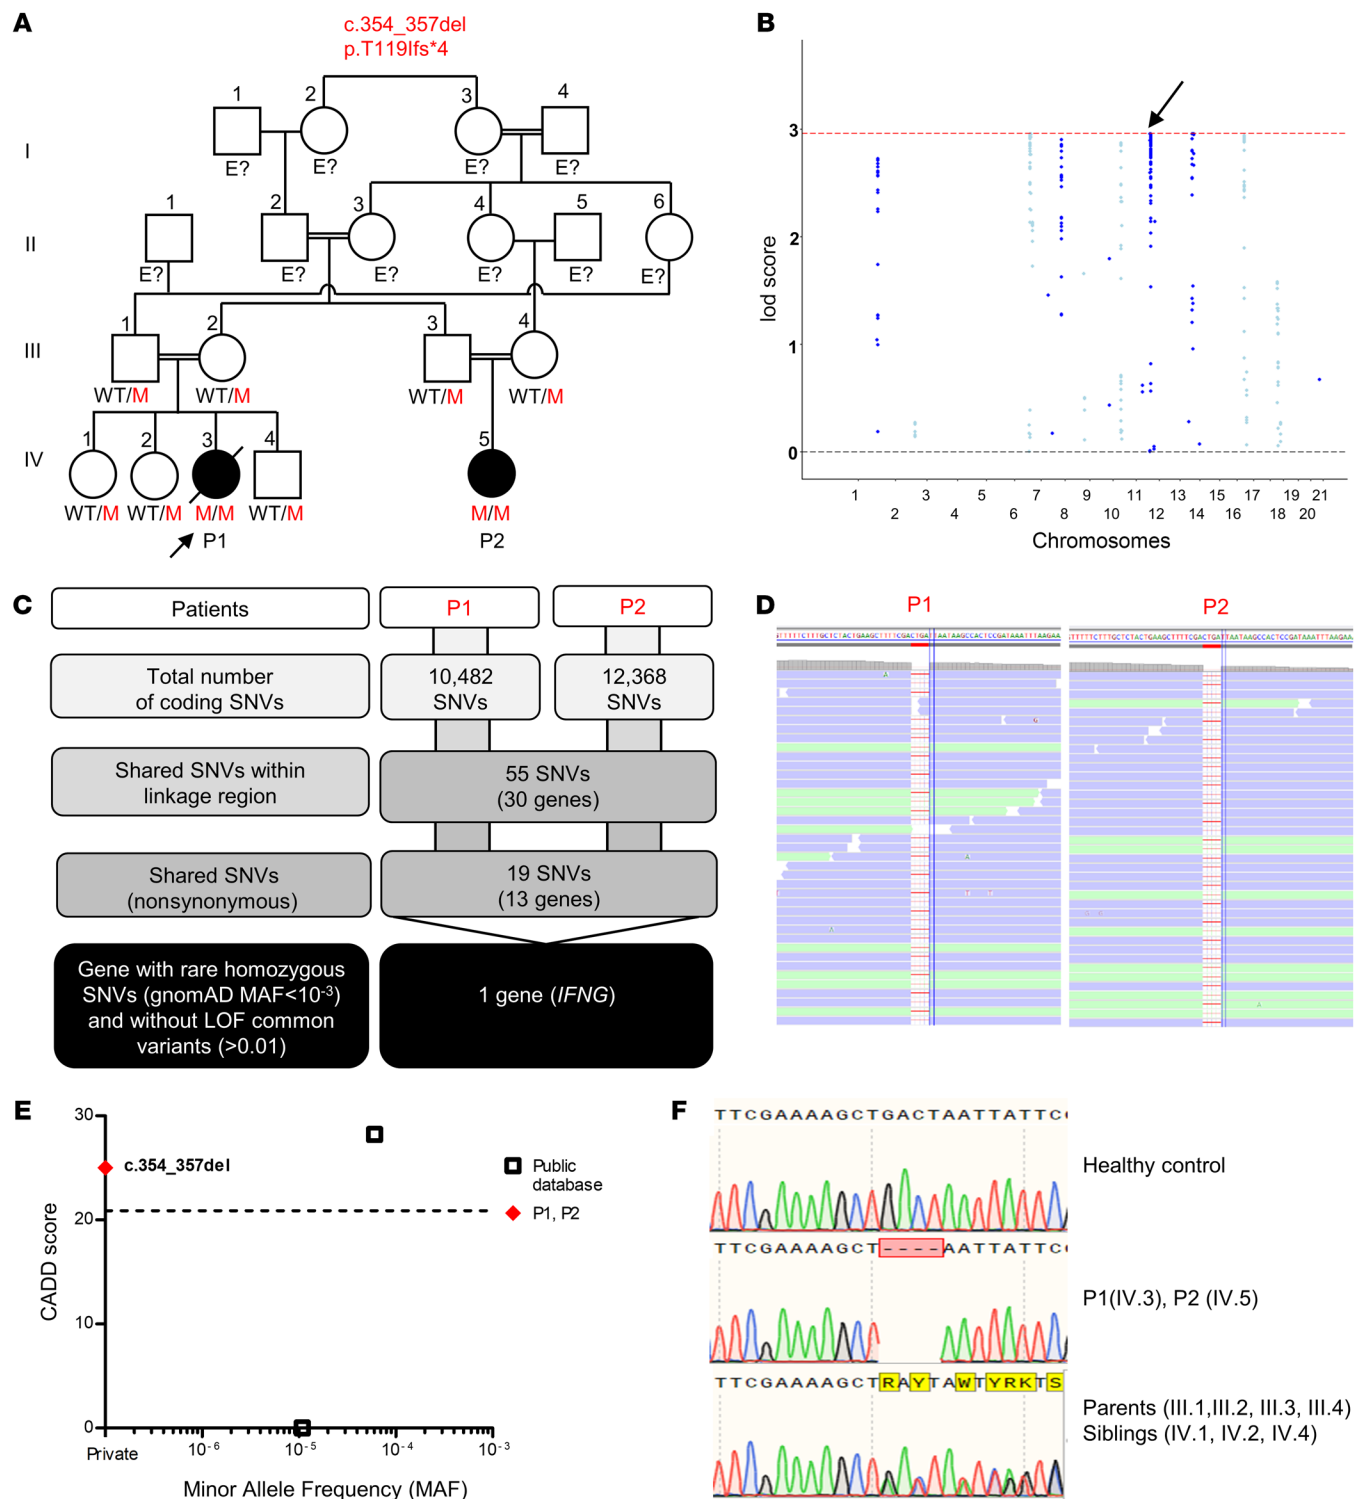 A
c.354_357del
p.T119Ifs*4
1 2 3 4
I
E? E? E? E?
1 2 3 4 5 6
II
E? E? E? E? E? E?
1 2 3 4
III
WT/M WT/M WT/M WT/M
1 2 3 4 5
IV
WT/M WT/M M/M WT/M M/M
P1 P2
B
3
2
1
0
lod score
1 3 5 7 9 11 13 15 17 19 21
2 4 6 8 10 12 14 16 18 20
Chromosomes
C
Patients P1 P2
Total number
of coding SNVs
10,482
SNVs
12,368
SNVs
Shared SNVs within
linkage region
55 SNVs
(30 genes)
Shared SNVs
(nonsynonymous)
19 SNVs
(13 genes)
Gene with rare homozygous
SNVs (gnomAD MAF<10-3)
and without LOF common
variants (>0.01)
1 gene (IFNG)
D
P1 P2
E
30
20
10
0
CADD score
c.354_357del
Public
database
P1, P2
Private 10-6 10-5 10-4 10-3
Minor Allele Frequency (MAF)
F
TTCGAAAAGCTGACTAATTATTC
Healthy control
TTCGAAAAGCT----AATTATTC
P1(IV.3), P2 (IV.5)
TTCGAAAAGCTRAYTAWTYRKTS
Parents (III.1,III.2, III.3, III.4)
Siblings (IV.1, IV.2, IV.4)